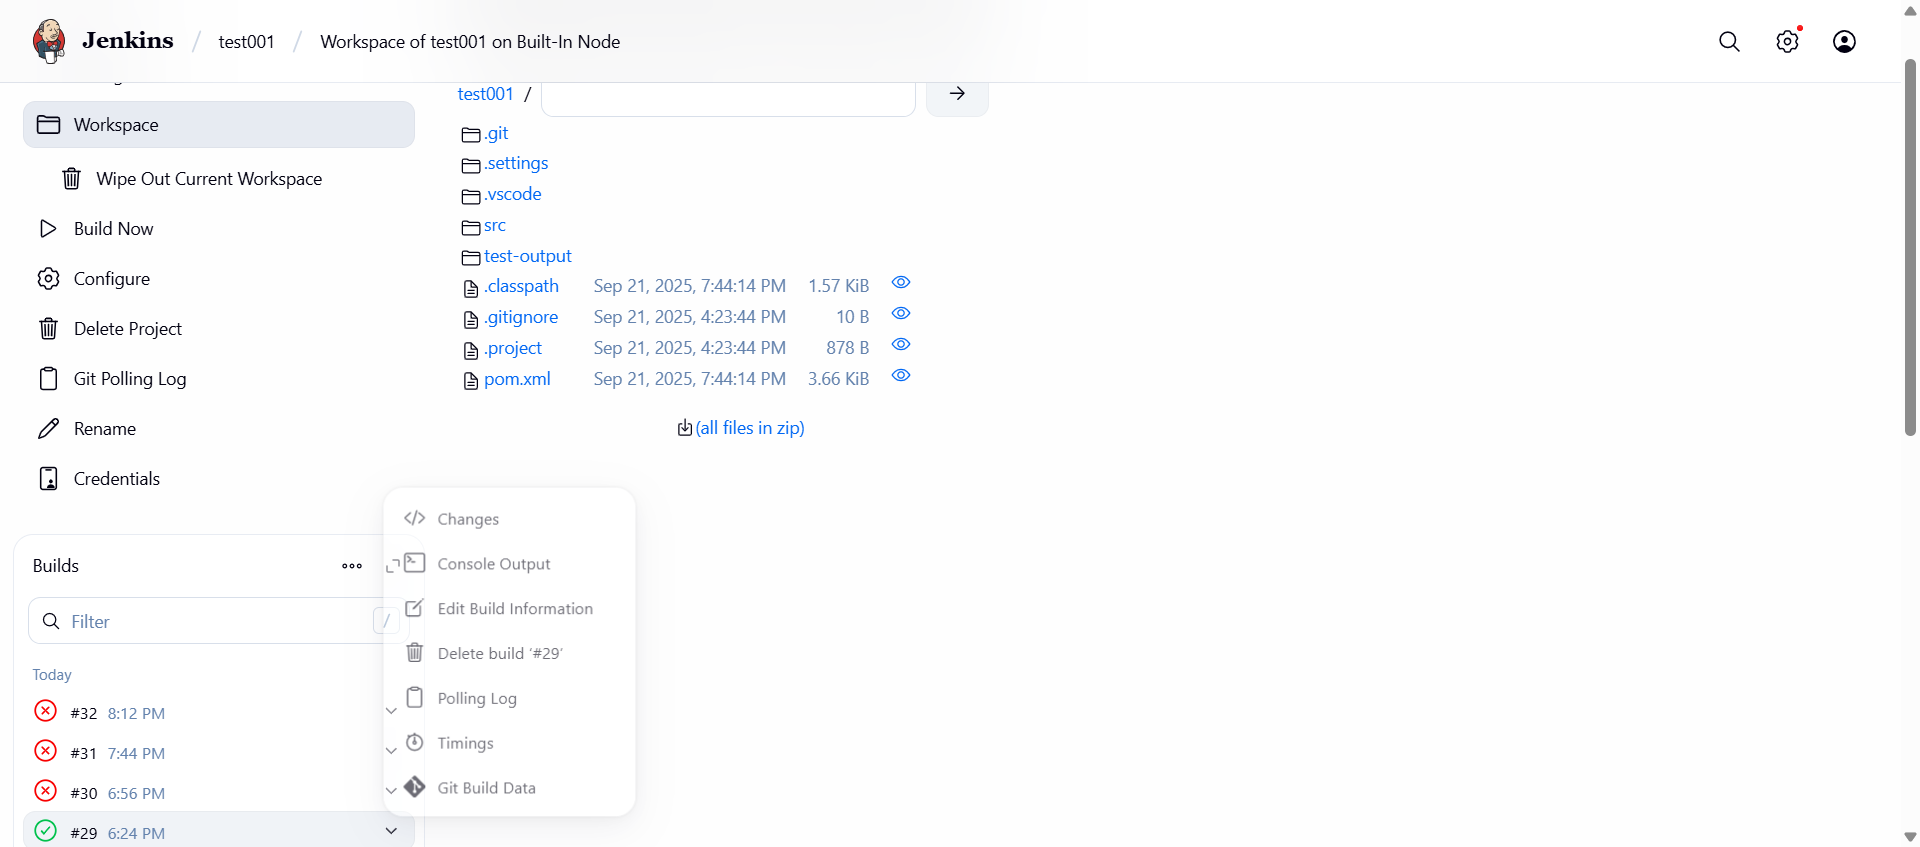 Jenkins / test001 / Workspace of test001 on Built-In Node
Workspace
Wipe Out Current Workspace
Build Now
Configure
Delete Project
Git Polling Log
Rename
Credentials
Builds
Filter /
Today
#32 8:12 PM
#31 7:44 PM
#30 6:56 PM
#29 6:24 PM
test001 /
.git
.settings
.vscode
src
test-output
.classpath Sep 21, 2025, 7:44:14 PM 1.57 KiB
.gitignore Sep 21, 2025, 4:23:44 PM 10 B
.project Sep 21, 2025, 4:23:44 PM 878 B
pom.xml Sep 21, 2025, 7:44:14 PM 3.66 KiB
(all files in zip)
Changes
Console Output
Edit Build Information
Delete build ‘#29’
Polling Log
Timings
Git Build Data